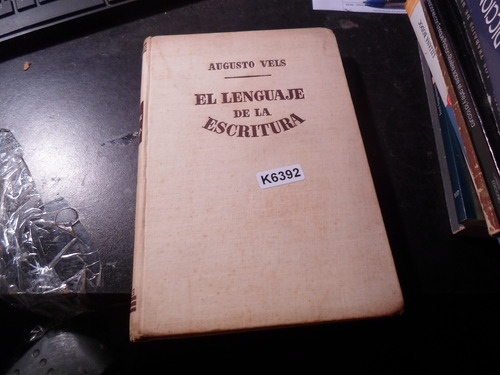 AUGUSTO VELS
EL LENGUAJE
DE LA
ESCRITURA
K6392